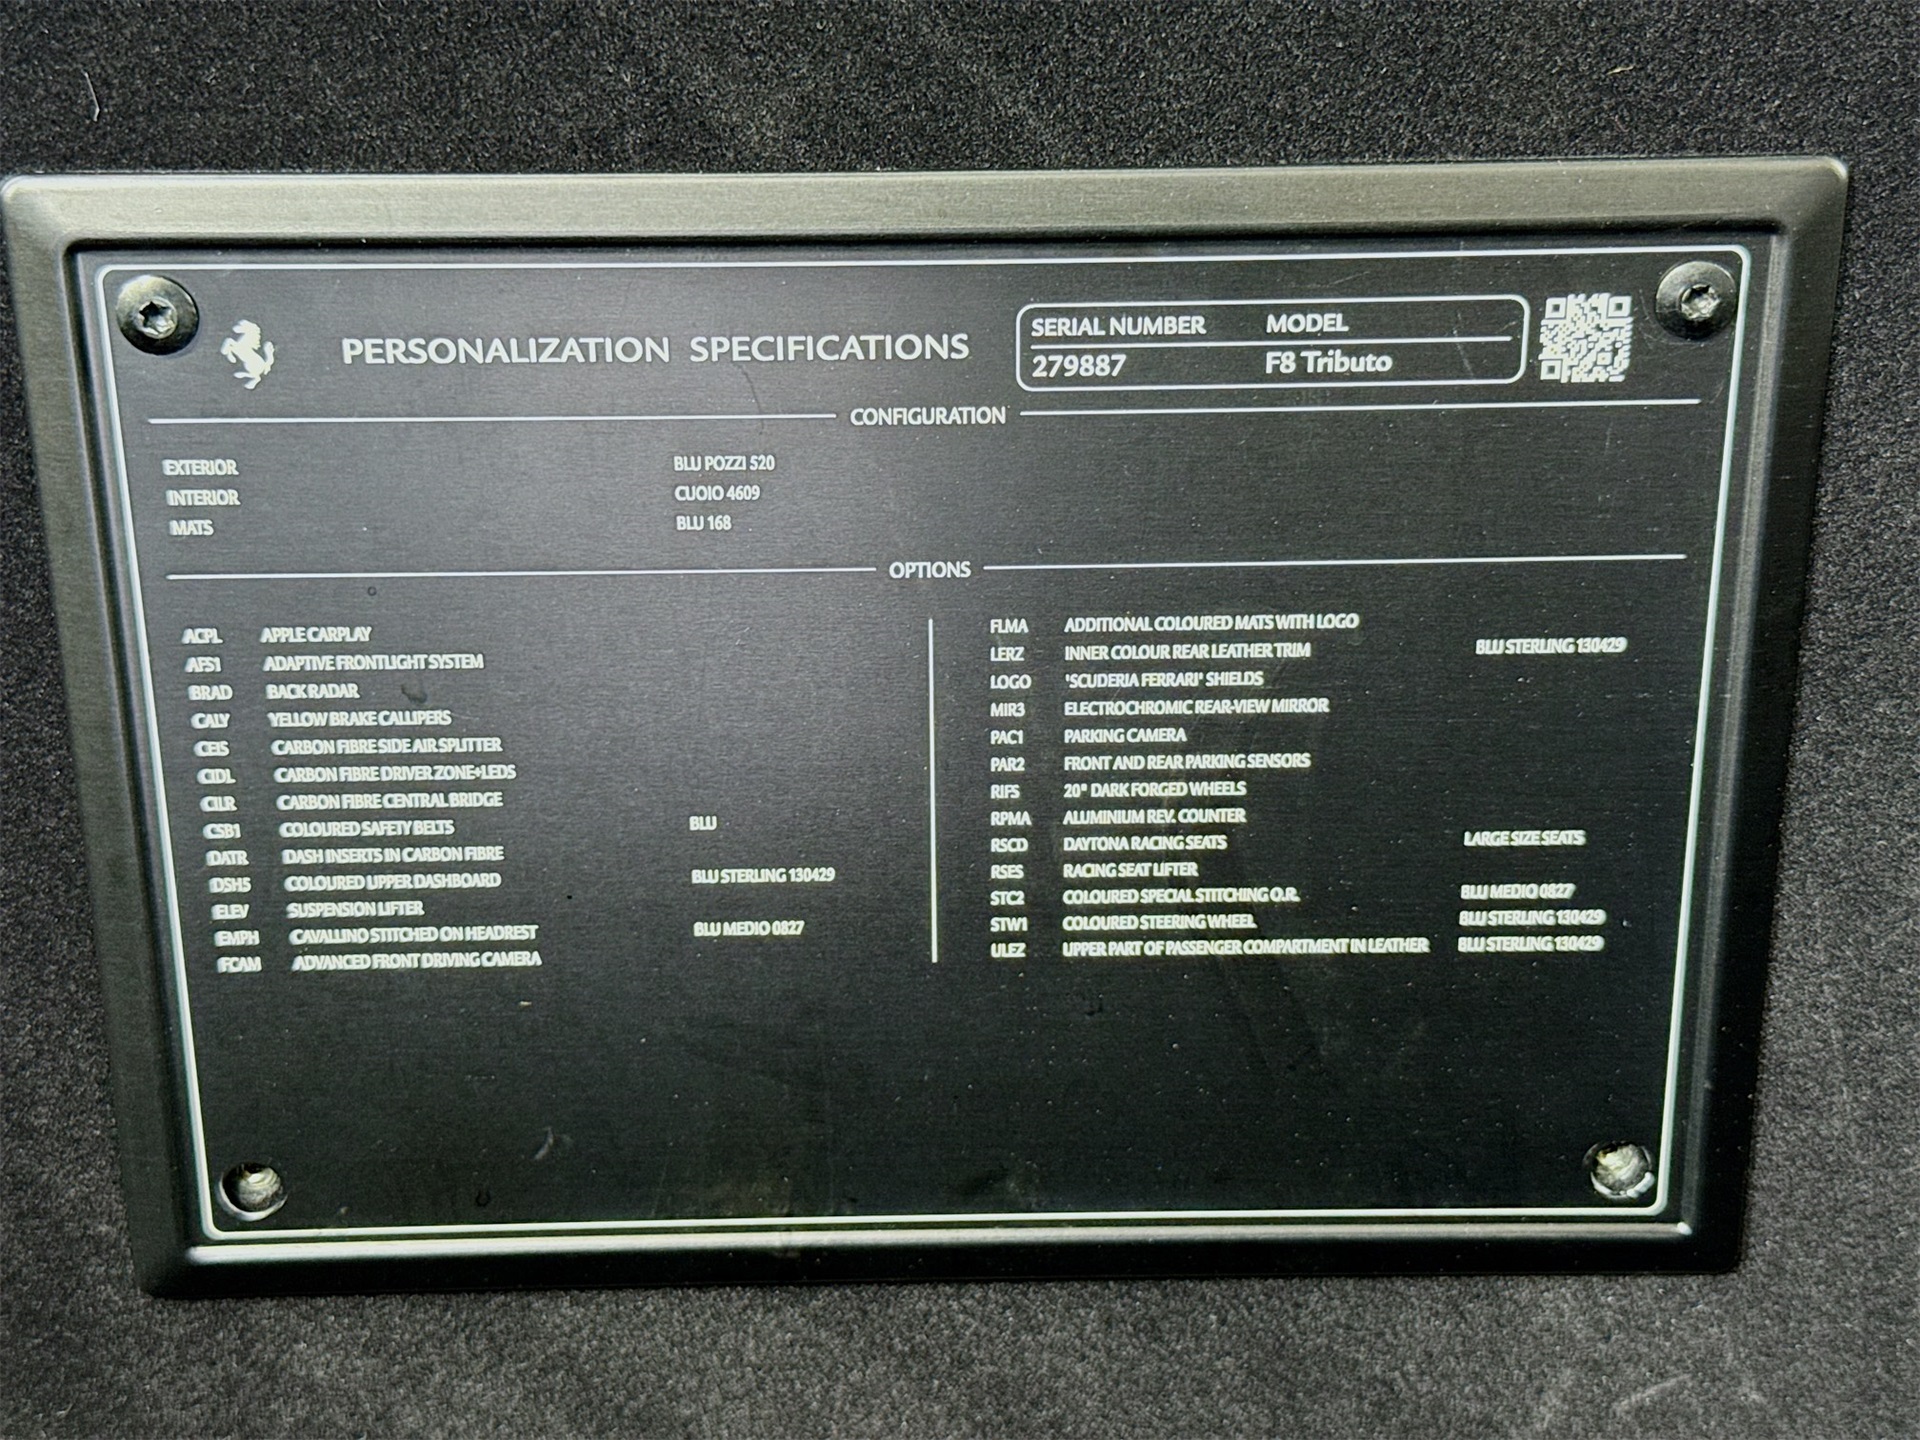 PERSONALIZATION SPECIFICATIONS
SERIAL NUMBER MODEL
279887 F8 Tributo
CONFIGURATION
EXTERIOR BLU POZZI 520
INTERIOR CUOIO 4609
MATS BLU 168
OPTIONS
ACPL APPLE CARPLAY
AFS1 ADAPTIVE FRONTLIGHT SYSTEM
BRAD BACK RADAR
CALY YELLOW BRAKE CALLIPERS
CEIS CARBON FIBRE SIDE AIR SPLITTER
CIDL CARBON FIBRE DRIVER ZONE+LEDS
CILR CARBON FIBRE CENTRAL BRIDGE
CSB1 COLOURED SAFETY BELTS BLU
DATR DASH INSERTS IN CARBON FIBRE
DSH5 COLOURED UPPER DASHBOARD BLU STERLING 130429
ELEV SUSPENSION LIFTER
EMPH CAVALLINO STITCHED ON HEADREST BLU MEDIO 0827
FCAM ADVANCED FRONT DRIVING CAMERA
FLMA ADDITIONAL COLOURED MATS WITH LOGO
LERZ INNER COLOUR REAR LEATHER TRIM BLU STERLING 130429
LOGO 'SCUDERIA FERRARI' SHIELDS
MIR3 ELECTROCHROMIC REAR-VIEW MIRROR
PAC1 PARKING CAMERA
PAR2 FRONT AND REAR PARKING SENSORS
RIFS 20" DARK FORGED WHEELS
RPMA ALUMINIUM REV. COUNTER
RSCD DAYTONA RACING SEATS LARGE SIZE SEATS
RSES RACING SEAT LIFTER
STC2 COLOURED SPECIAL STITCHING O.R. BLU MEDIO 0827
STW1 COLOURED STEERING WHEEL BLU STERLING 130429
ULEZ UPPER PART OF PASSENGER COMPARTMENT IN LEATHER BLU STERLING 130429